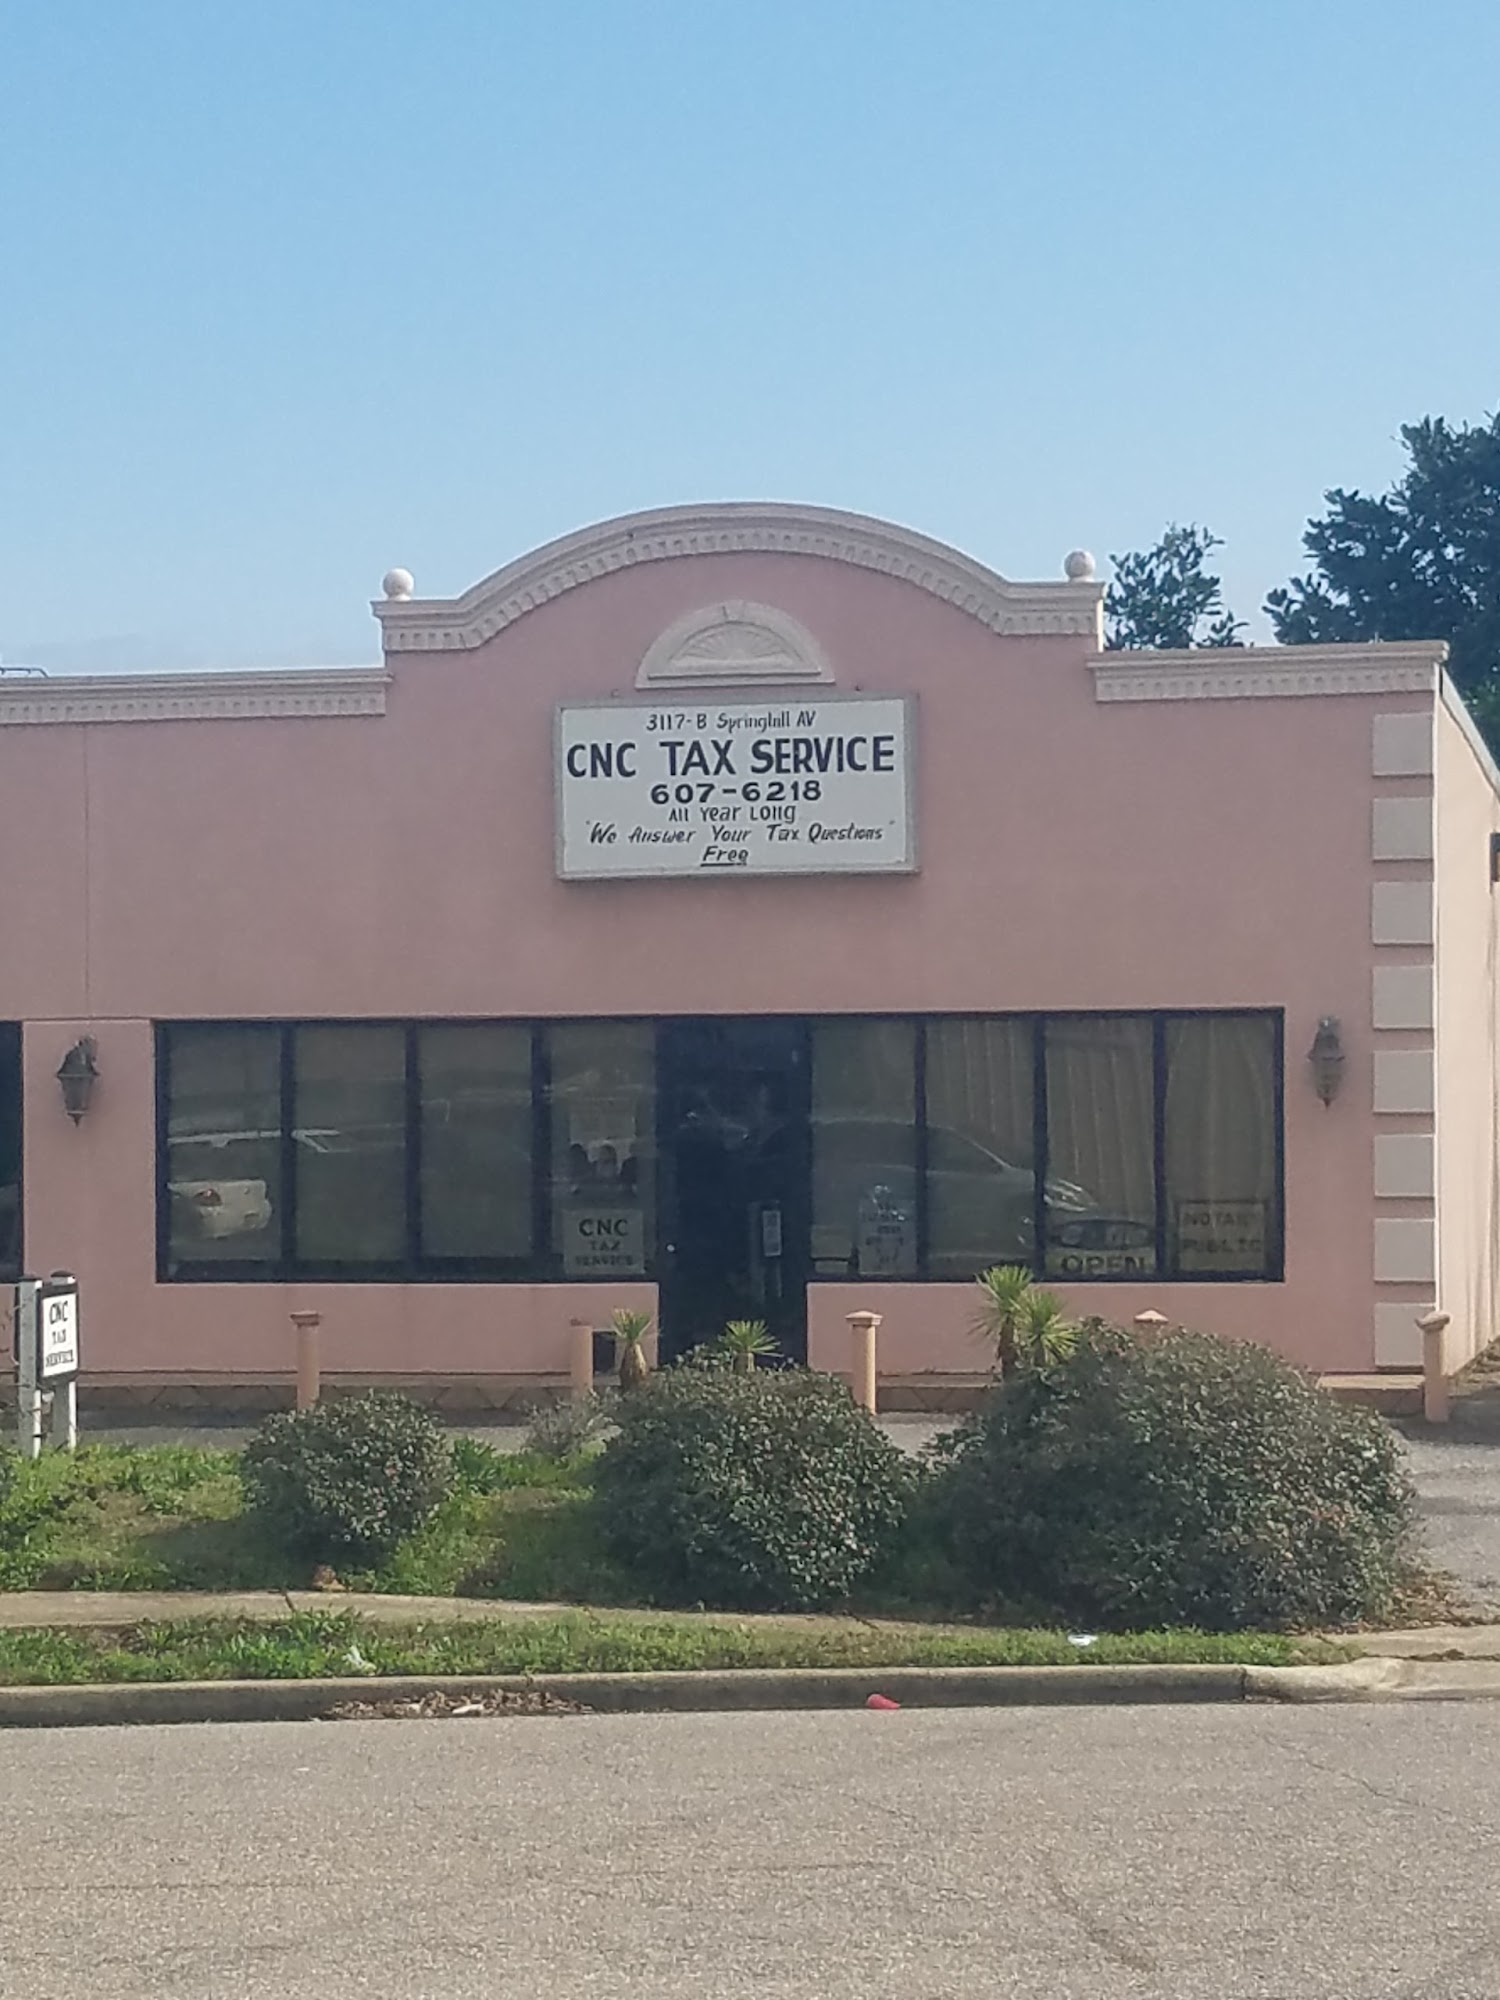 3117-B Springhill AV
CNC TAX SERVICE
607-6218
All Year Long
"We Answer Your Tax Questions"
Free
CNC
TAX
SERVICE
OPEN
NOTARY
PUBLIC
CNC
TAX
SERVICE